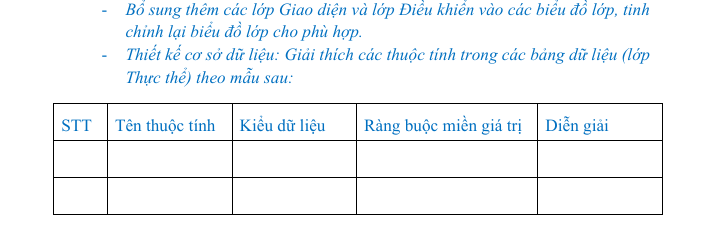 - Bổ sung thêm các lớp Giao diện và lớp Điều khiển vào các biểu đồ lớp, tinh
chỉnh lại biểu đồ lớp cho phù hợp.
- Thiết kế cơ sở dữ liệu: Giải thích các thuộc tính trong các bảng dữ liệu (lớp
Thực thể) theo mẫu sau:
STT Tên thuộc tính Kiểu dữ liệu Ràng buộc miền giá trị Diễn giải